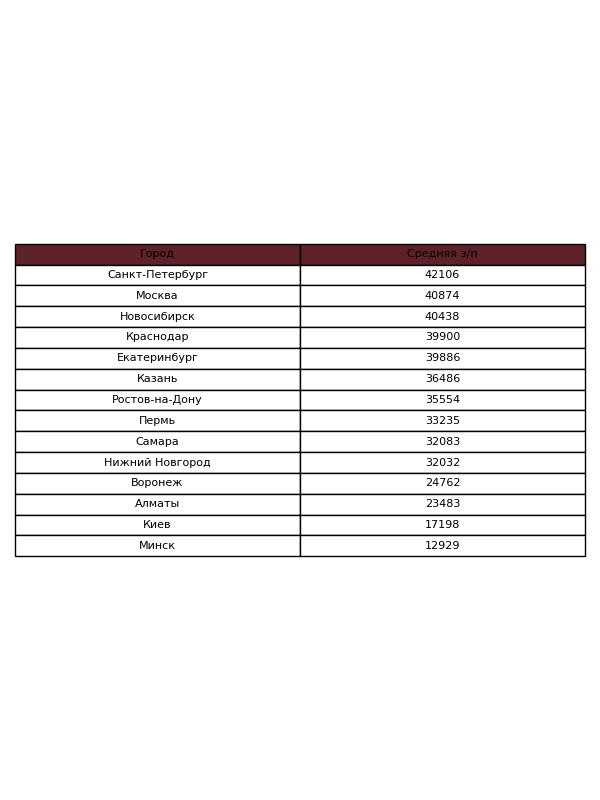 Город Средняя з/п
Санкт-Петербург 42106
Москва 40874
Новосибирск 40438
Краснодар 39900
Екатеринбург 39886
Казань 36486
Ростов-на-Дону 35554
Пермь 33235
Самара 32083
Нижний Новгород 32032
Воронеж 24762
Алматы 23483
Киев 17198
Минск 12929